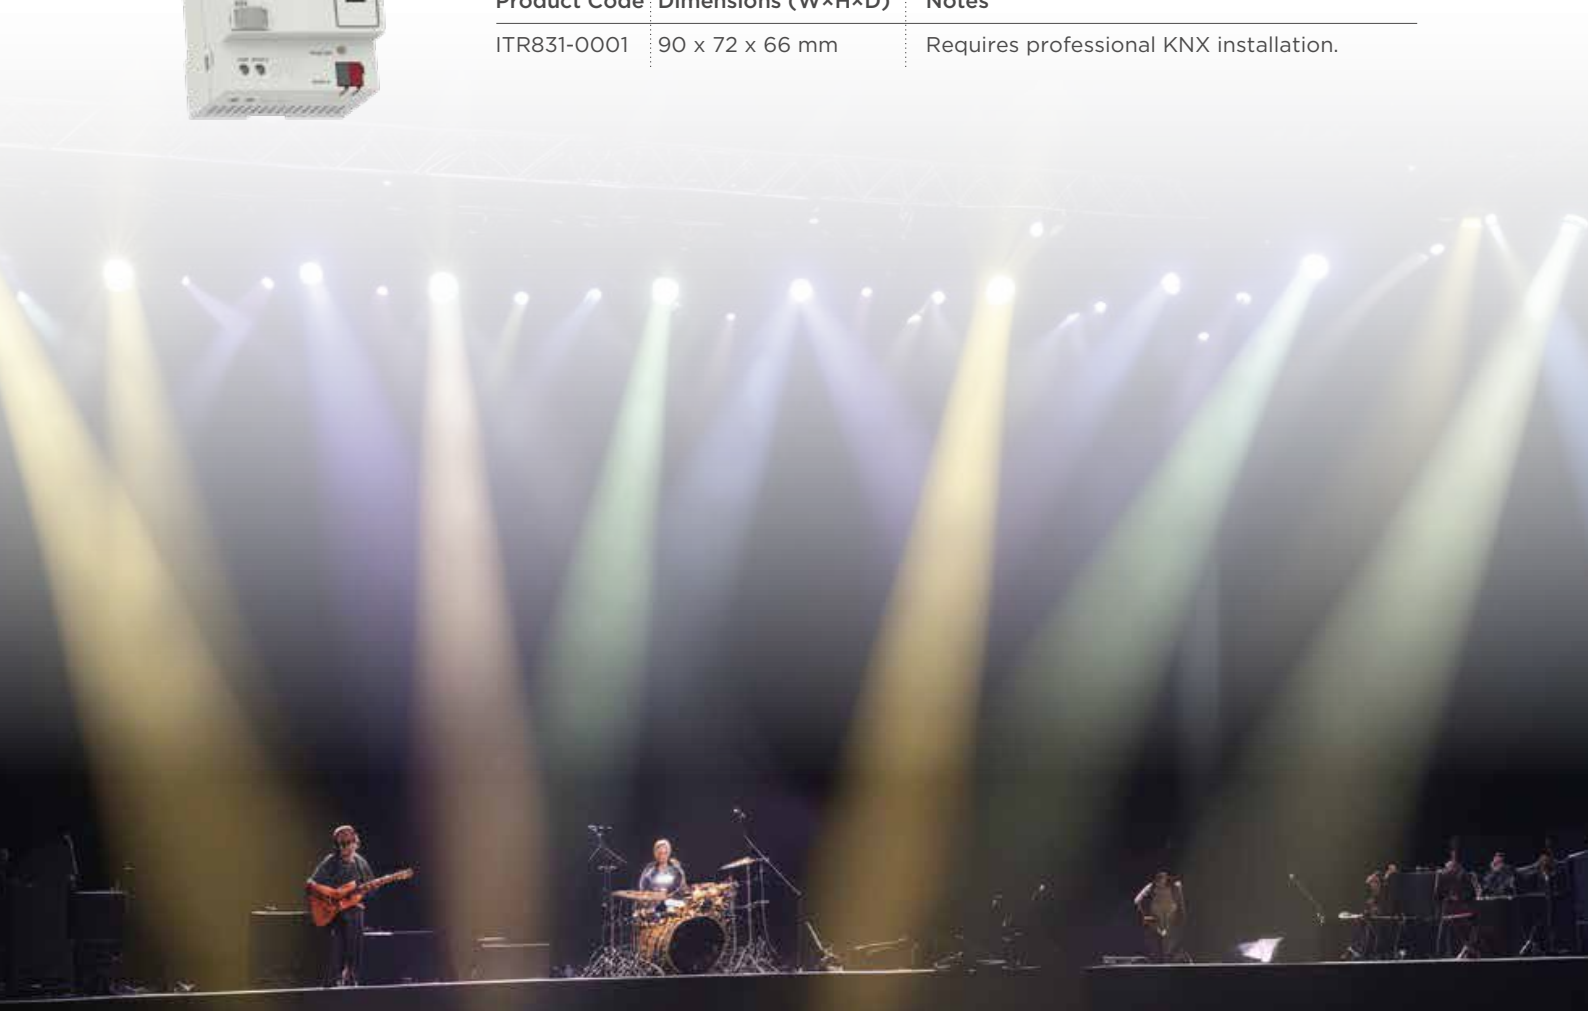 Product Code Dimensions (W×H×D) Notes
ITR831-0001 90 x 72 x 66 mm Requires professional KNX installation.